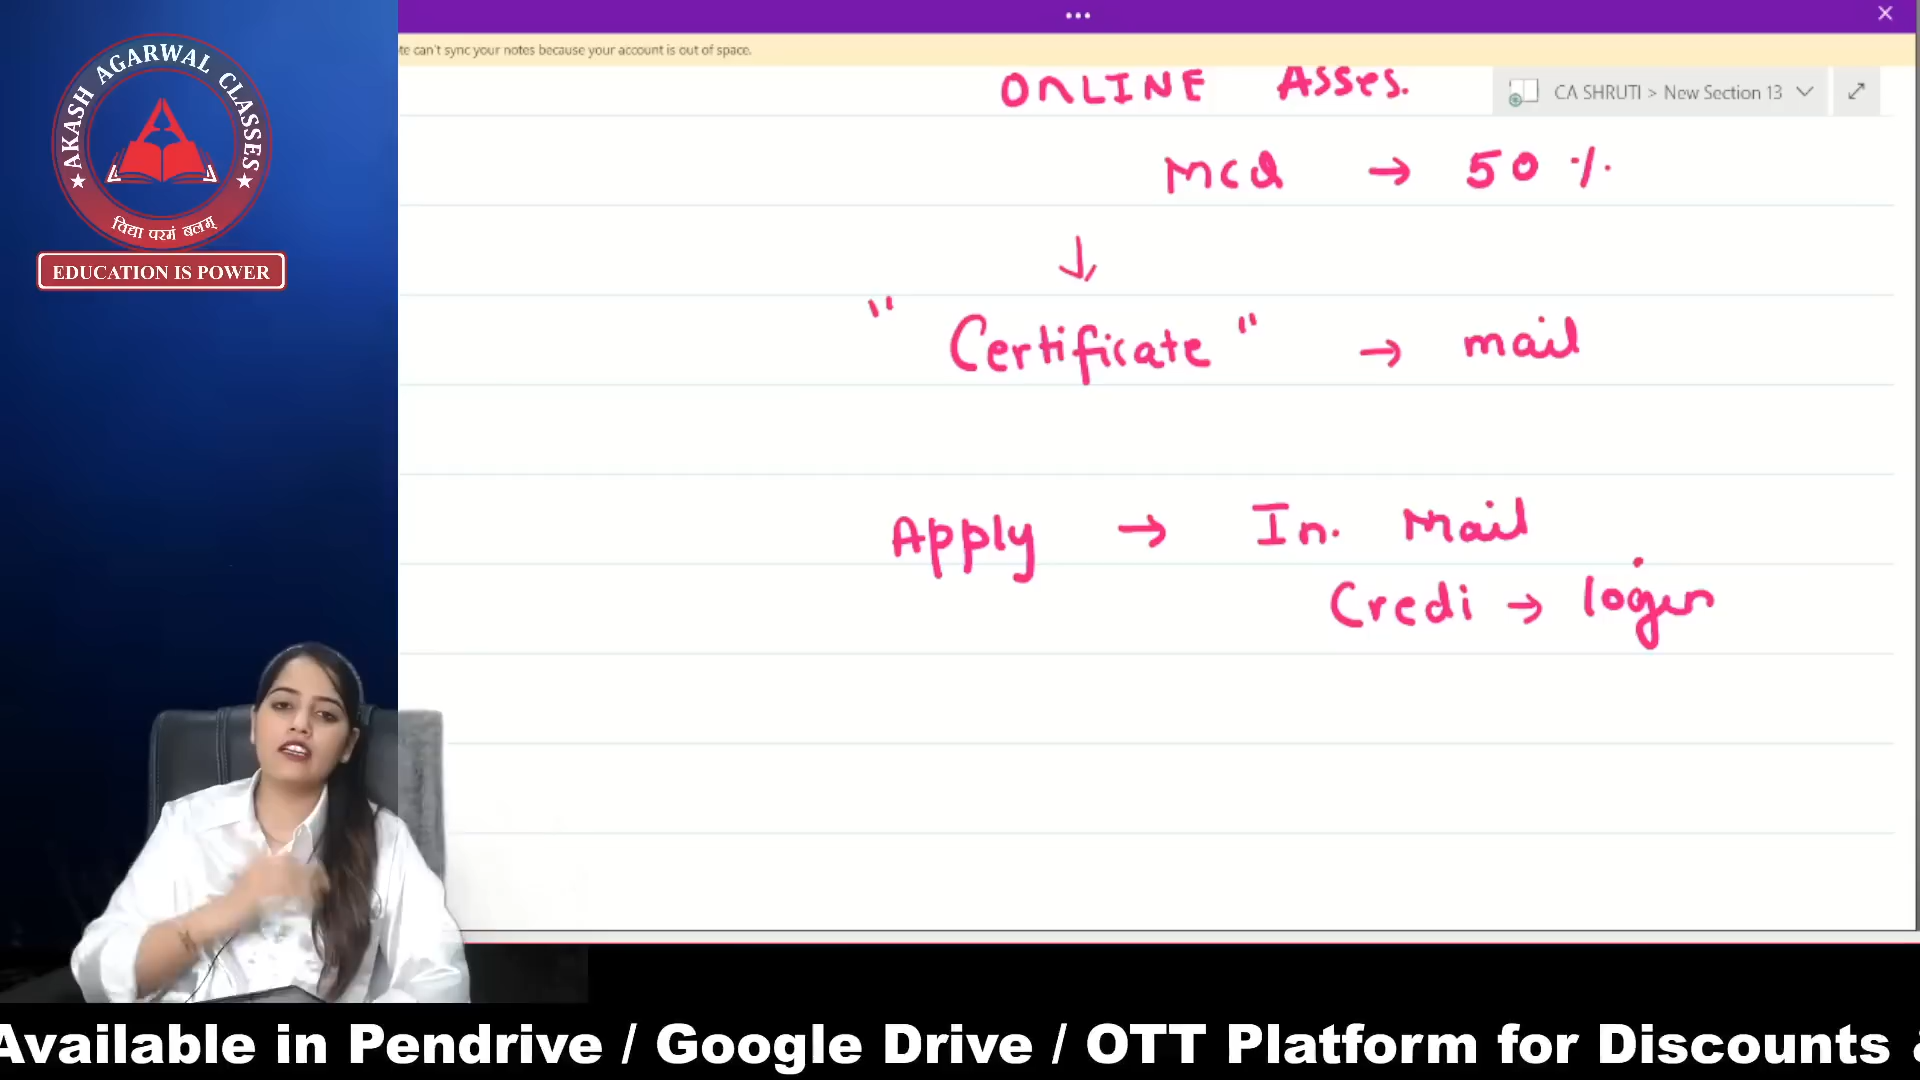 AKASH AGARWAL CLASSES
विद्या परमं बलम्
EDUCATION IS POWER
te can't sync your notes because your account is out of space.
CA SHRUTI > New Section 13
ONLINE Asses.
MCQ → 50 %
↓
" Certificate " → mail
Apply → In. Mail
Credi → login
Available in Pendrive / Google Drive / OTT Platform for Discounts &